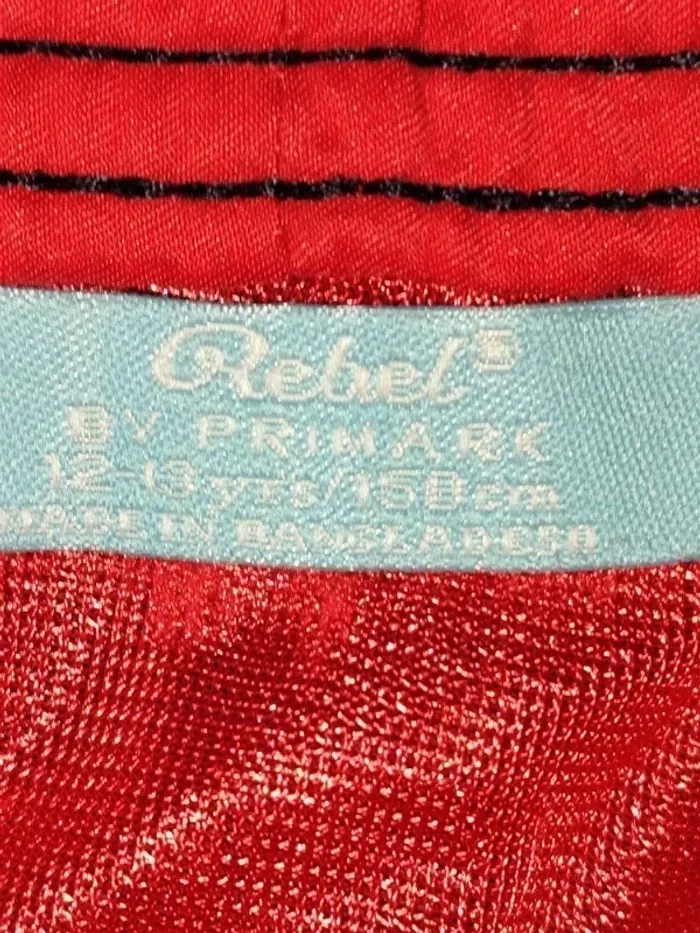 Rebel®
BY PRIMARK
12-13 yrs/158cm
MADE IN BANGLADESH